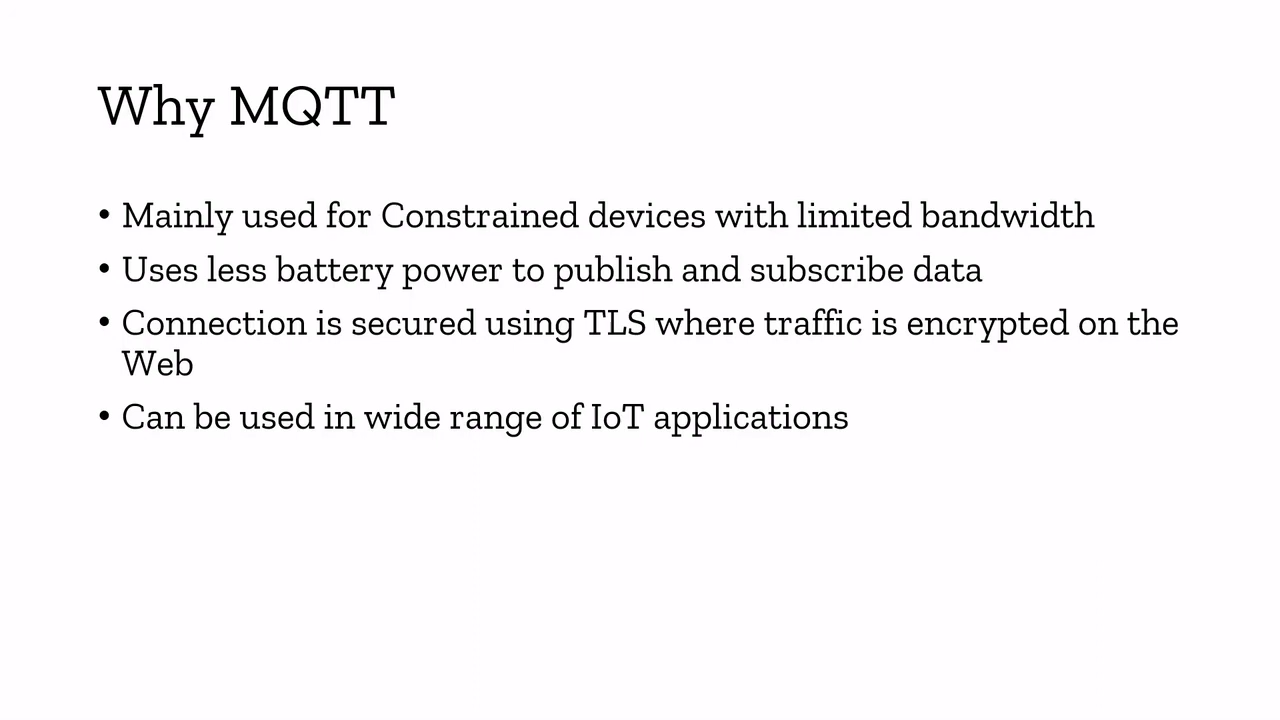 Why MQTT
• Mainly used for Constrained devices with limited bandwidth
• Uses less battery power to publish and subscribe data
• Connection is secured using TLS where traffic is encrypted on the
Web
• Can be used in wide range of IoT applications